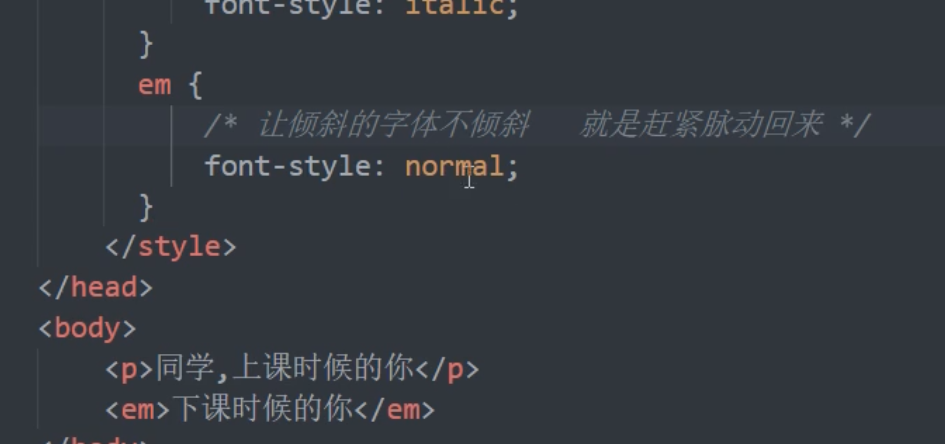 font-style: italic;
}
em {
/* 让倾斜的字体不倾斜 就是赶紧脉动回来 */
font-style: normal;
}
</style>
</head>
<body>
<p>同学,上课时候的你</p>
<em>下课时候的你</em>
</body>